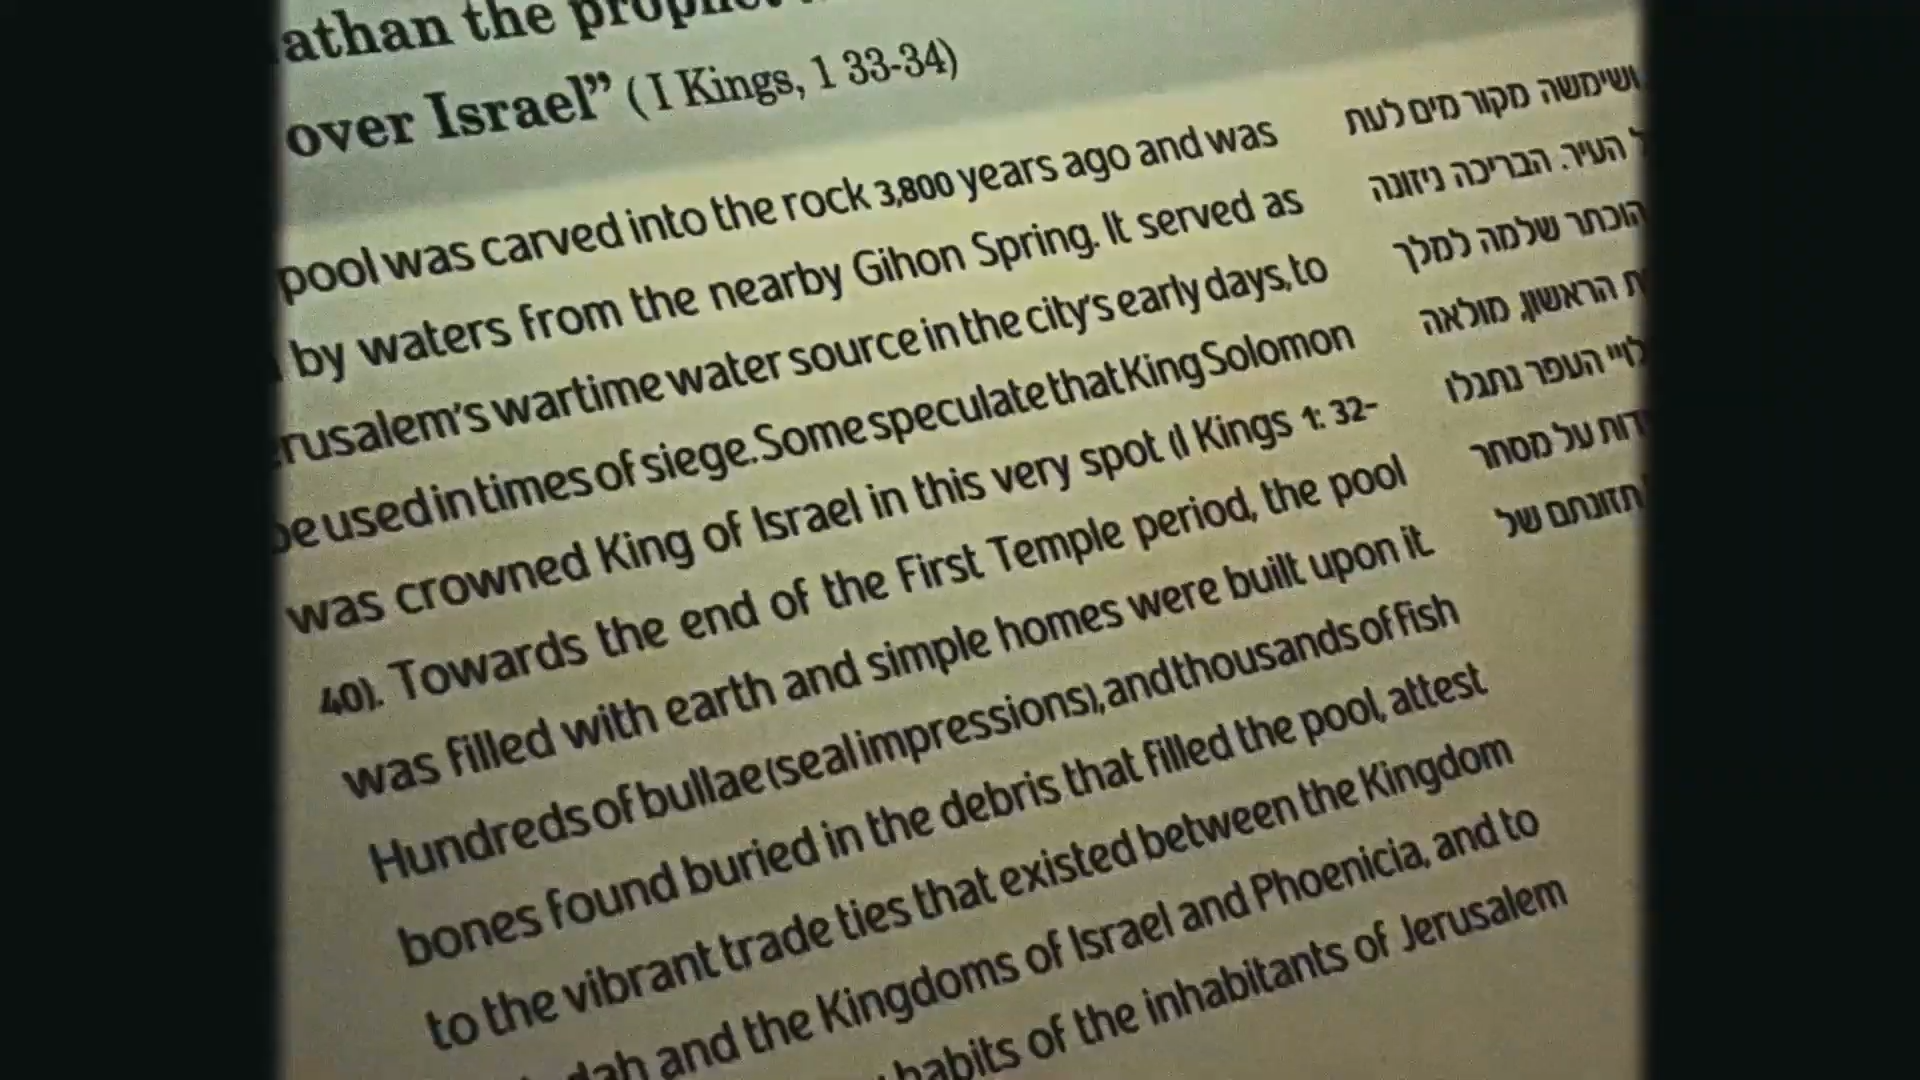 athan the prophet
over Israel" (I Kings, 1 33-34)
pool was carved into the rock 3,800 years ago and was
by waters from the nearby Gihon Spring. It served as
rusalem's wartime water source in the city's early days, to
be used in times of siege. Some speculate that King Solomon
was crowned King of Israel in this very spot (I Kings 1: 32-
40). Towards the end of the First Temple period, the pool
was filled with earth and simple homes were built upon it.
Hundreds of bullae (seal impressions), and thousands of fish
bones found buried in the debris that filled the pool, attest
to the vibrant trade ties that existed between the Kingdom
dah and the Kingdoms of Israel and Phoenicia, and to
habits of the inhabitants of Jerusalem
ושימשה מקור מים לעת
ל העיר. הבריכה ניזונה
הוכתר שלמה למלך
ת הראשון, מולאה
לויי העפר נתגלו
דות על מסחר
תזונתם של